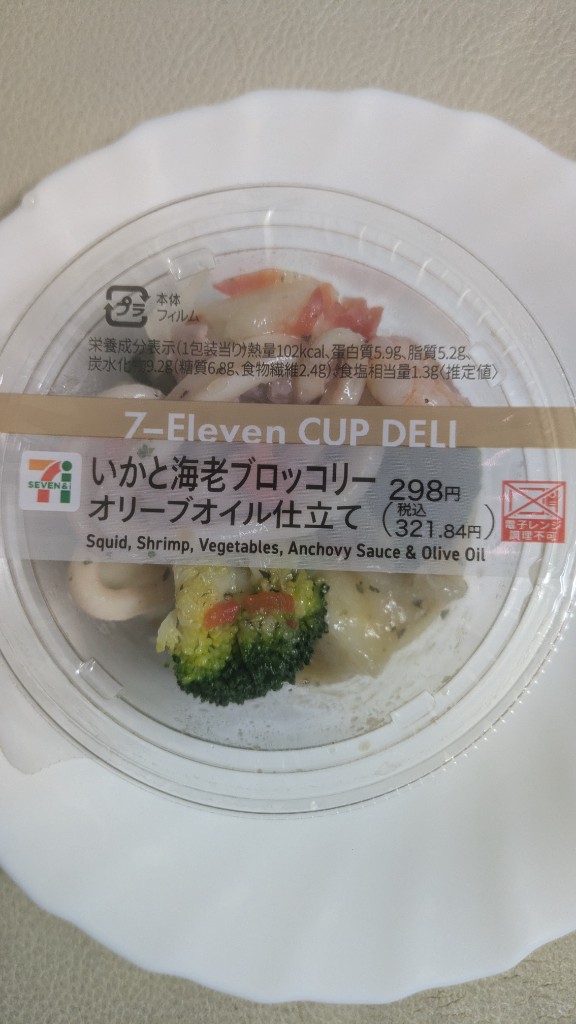 プラ
本体
フィルム
栄養成分表示(1包装当り)熱量102kcal、蛋白質5.9g、脂質5.2g、
炭水化物9.2g(糖質6.8g、食物繊維2.4g)、食塩相当量1.3g〈推定値〉
7-Eleven CUP DELI
7i
SEVEN&i
いかと海老ブロッコリー
オリーブオイル仕立て
298円
(税込
321.84円)
電子レンジ
調理不可
Squid, Shrimp, Vegetables, Anchovy Sauce & Olive Oil